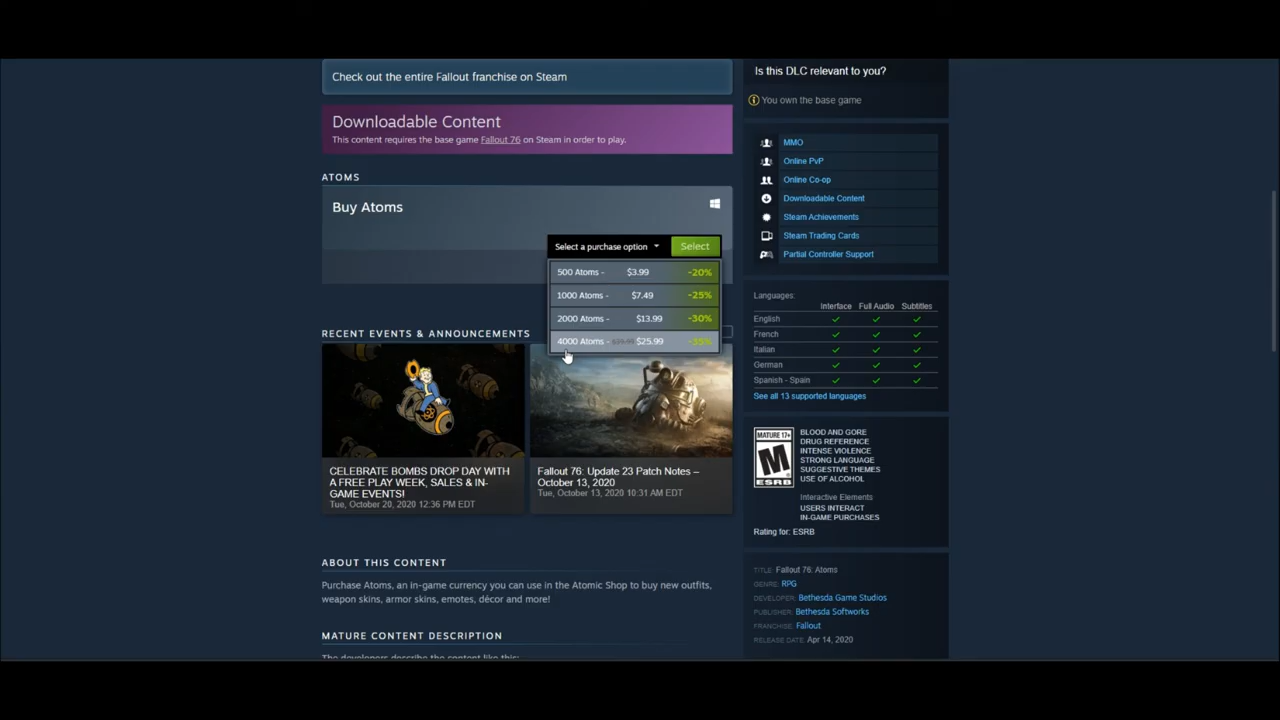 Check out the entire Fallout franchise on Steam
Downloadable Content
This content requires the base game Fallout 76 on Steam in order to play.
ATOMS
Buy Atoms
Select a purchase option
Select
500 Atoms - $3.99 -20%
1000 Atoms - $7.49 -25%
2000 Atoms - $13.99 -30%
4000 Atoms - $25.99 -35%
RECENT EVENTS & ANNOUNCEMENTS
CELEBRATE BOMBS DROP DAY WITH
A FREE PLAY WEEK, SALES & IN-
GAME EVENTS!
Tue, October 20, 2020 12:36 PM EDT
Fallout 76: Update 23 Patch Notes –
October 13, 2020
Tue, October 13, 2020 10:31 AM EDT
ABOUT THIS CONTENT
Purchase Atoms, an in-game currency you can use in the Atomic Shop to buy new outfits,
weapon skins, armor skins, emotes, décor and more!
MATURE CONTENT DESCRIPTION
The developers describe the content like this:
Is this DLC relevant to you?
You own the base game
MMO
Online PvP
Online Co-op
Downloadable Content
Steam Achievements
Steam Trading Cards
Partial Controller Support
Languages:
Interface Full Audio Subtitles
English
French
Italian
German
Spanish - Spain
See all 13 supported languages
MATURE 17+
M
ESRB
BLOOD AND GORE
DRUG REFERENCE
INTENSE VIOLENCE
STRONG LANGUAGE
SUGGESTIVE THEMES
USE OF ALCOHOL
Interactive Elements
USERS INTERACT
IN-GAME PURCHASES
Rating for: ESRB
TITLE: Fallout 76: Atoms
GENRE: RPG
DEVELOPER: Bethesda Game Studios
PUBLISHER: Bethesda Softworks
FRANCHISE: Fallout
RELEASE DATE: Apr 14, 2020